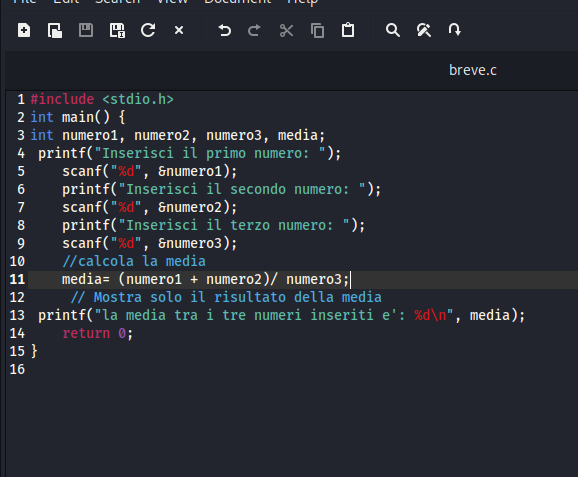 File Edit Search View Document Help
breve.c
1 #include <stdio.h>
2 int main() {
3 int numero1, numero2, numero3, media;
4  printf("Inserisci il primo numero: ");
5     scanf("%d", &numero1);
6     printf("Inserisci il secondo numero: ");
7     scanf("%d", &numero2);
8     printf("Inserisci il terzo numero: ");
9     scanf("%d", &numero3);
10     //calcola la media
11     media= (numero1 + numero2)/ numero3;
12      // Mostra solo il risultato della media
13  printf("la media tra i tre numeri inseriti e': %d\n", media);
14     return 0;
15 }
16